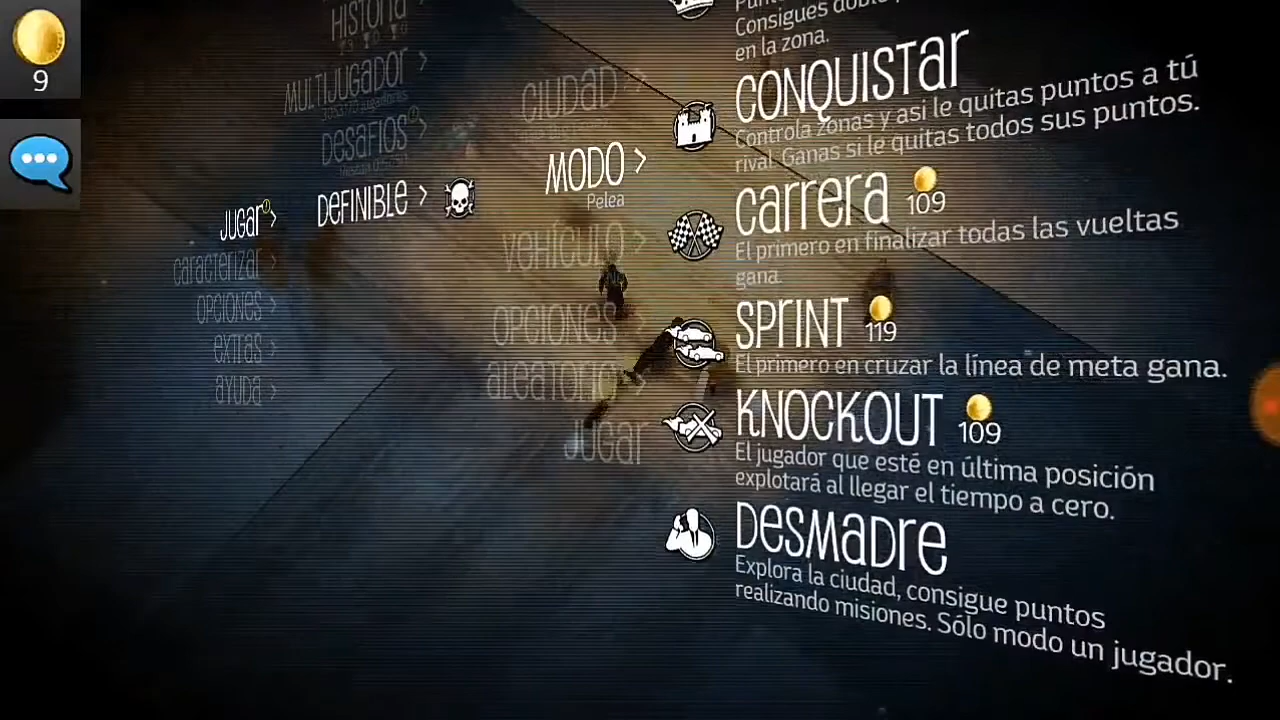 9
HISTORIA
MULTIJUGADOR
DESAFIOS
JUGAR
CARACTERIZAR
OPCIONES
EXTRAS
AYUDA
DEFINIBLE
CIUDAD
MODO
Pelea
VEHÍCULO
OPCIONES
ALEATORIO
JUGAR
Consigues doble
en la zona.
CONQUISTAR
Controla zonas y asi le quitas puntos a tú
rival. Ganas si le quitas todos sus puntos.
CARRERA 109
El primero en finalizar todas las vueltas
gana.
SPRINT 119
El primero en cruzar la línea de meta gana.
KNOCKOUT 109
El jugador que esté en última posición
explotará al llegar el tiempo a cero.
DESMADRE
Explora la ciudad, consigue puntos
realizando misiones. Sólo modo un jugador.